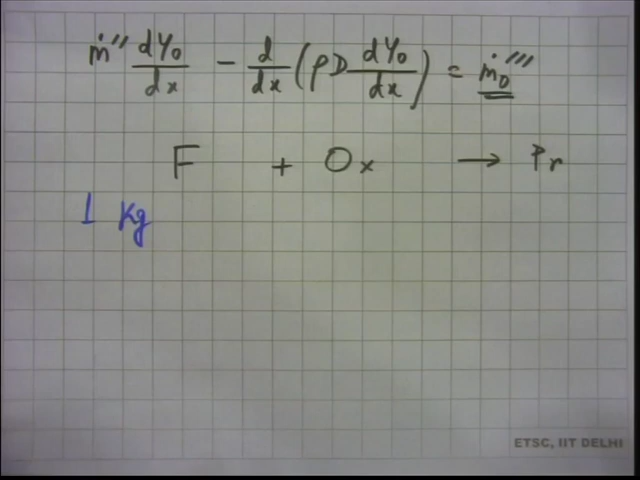 ṁ″ dY₀/dx − d/dx (ρD dY₀/dx) = ṁ₀‴
F + Ox → Pr
1 Kg
ETSC, IIT DELHI